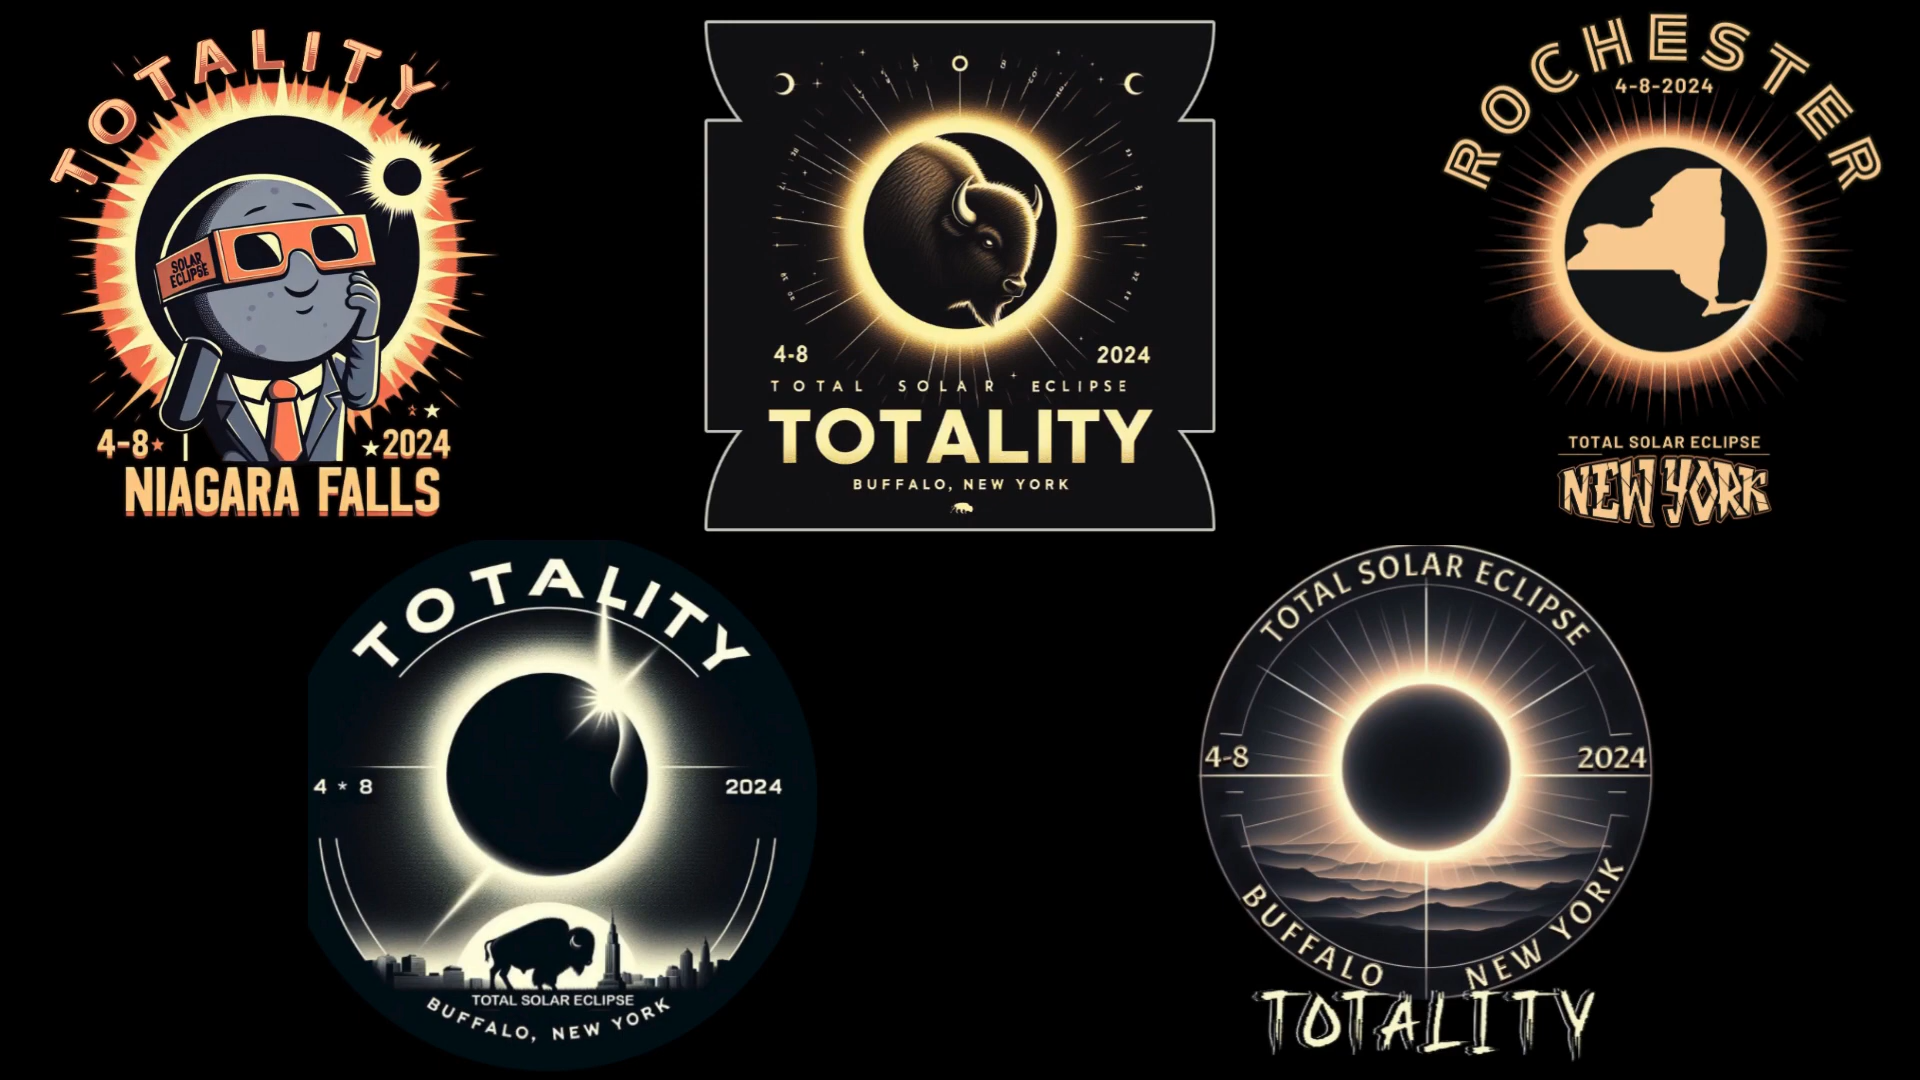 TOTALITY
SOLAR
ECLIPSE
4-8
2024
NIAGARA FALLS
4-8
2024
TOTAL SOLAR ECLIPSE
TOTALITY
BUFFALO, NEW YORK
ROCHESTER
4-8-2024
TOTAL SOLAR ECLIPSE
NEW YORK
TOTALITY
4 * 8
2024
TOTAL SOLAR ECLIPSE
BUFFALO, NEW YORK
TOTAL SOLAR ECLIPSE
4-8
2024
BUFFALO NEW YORK
TOTALITY